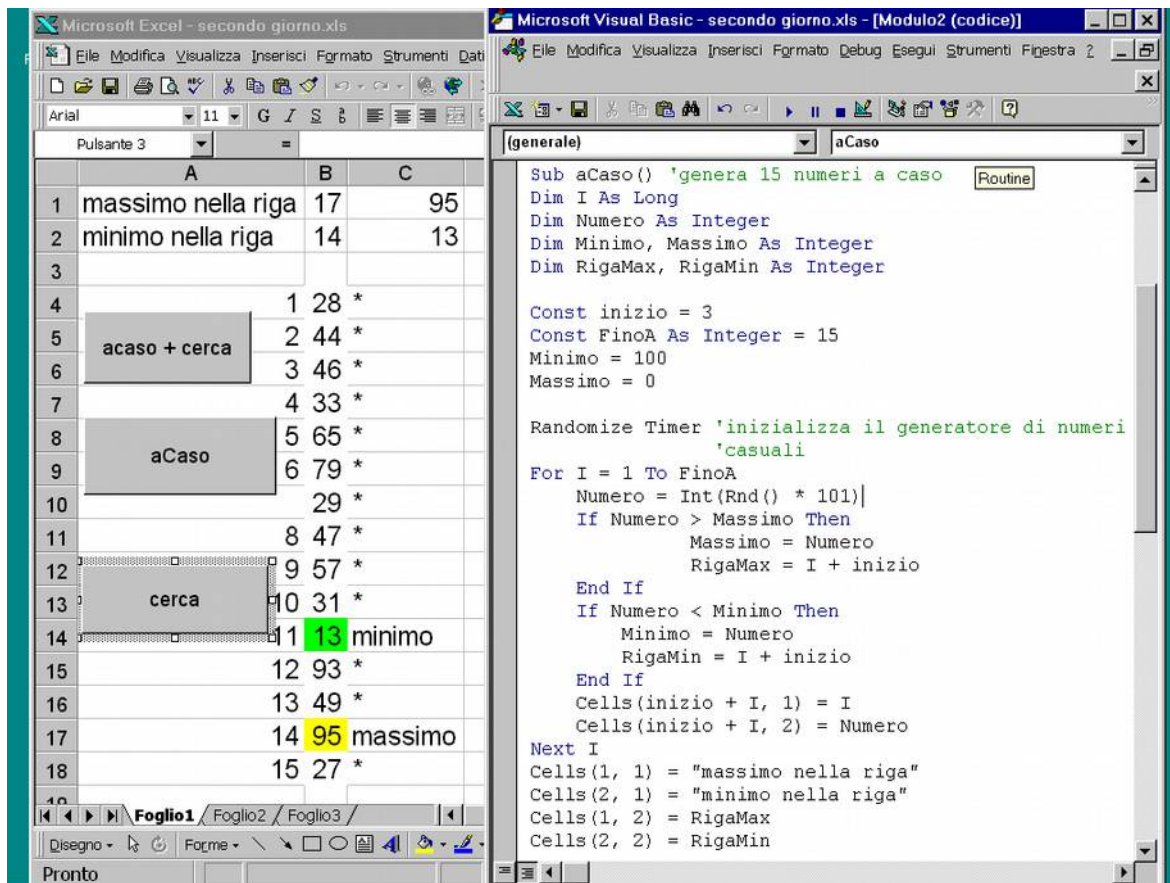 Microsoft Excel - secondo giorno.xls
File Modifica Visualizza Inserisci Formato Strumenti Dati
Arial 11 G I S
Pulsante 3 =
A B C
1 massimo nella riga 17 95
2 minimo nella riga 14 13
3
4 1 28 *
5 2 44 *
6 3 46 *
7 4 33 *
8 5 65 *
9 6 79 *
10 29 *
11 8 47 *
12 9 57 *
13 10 31 *
14 11 13 minimo
15 12 93 *
16 13 49 *
17 14 95 massimo
18 15 27 *
acaso + cerca
aCaso
cerca
Foglio1 / Foglio2 / Foglio3
Disegno Forme
Pronto
Microsoft Visual Basic - secondo giorno.xls - [Modulo2 (codice)]
File Modifica Visualizza Inserisci Formato Debug Esegui Strumenti Finestra ?
(generale) aCaso
Routine
Sub aCaso() 'genera 15 numeri a caso
Dim I As Long
Dim Numero As Integer
Dim Minimo, Massimo As Integer
Dim RigaMax, RigaMin As Integer
Const inizio = 3
Const FinoA As Integer = 15
Minimo = 100
Massimo = 0
Randomize Timer 'inizializza il generatore di numeri
'casuali
For I = 1 To FinoA
Numero = Int(Rnd() * 101)
If Numero > Massimo Then
Massimo = Numero
RigaMax = I + inizio
End If
If Numero < Minimo Then
Minimo = Numero
RigaMin = I + inizio
End If
Cells(inizio + I, 1) = I
Cells(inizio + I, 2) = Numero
Next I
Cells(1, 1) = "massimo nella riga"
Cells(2, 1) = "minimo nella riga"
Cells(1, 2) = RigaMax
Cells(2, 2) = RigaMin